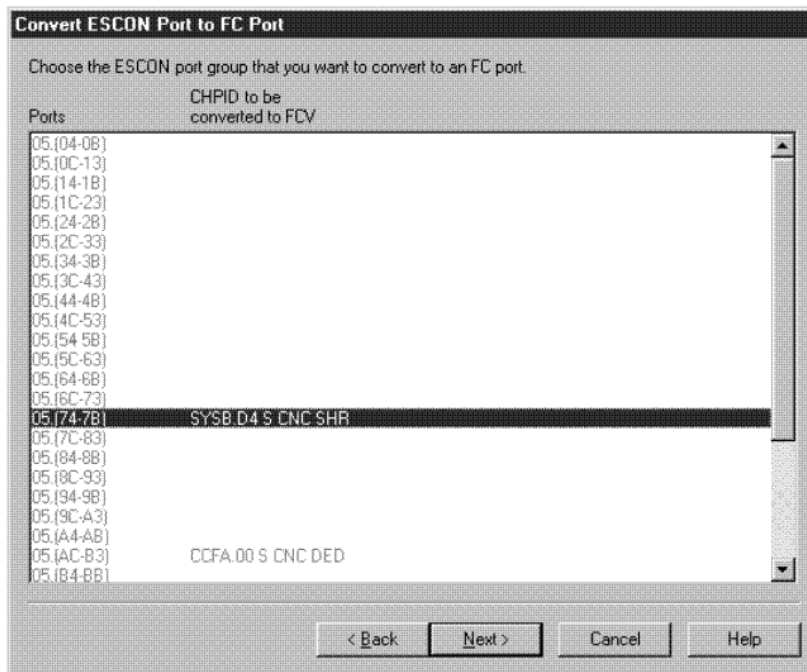 Convert ESCON Port to FC Port
Choose the ESCON port group that you want to convert to an FC port.
CHPID to be
Ports converted to FCV
05.(04-0B)
05.(0C-13)
05.(14-1B)
05.(1C-23)
05.(24-2B)
05.(2C-33)
05.(34-3B)
05.(3C-43)
05.(44-4B)
05.(4C-53)
05.(54 5B)
05.(5C-63)
05.(64-6B)
05.(6C-73)
05.(74-7B) SYSB.D4 S CNC SHR
05.(7C-83)
05.(84-8B)
05.(8C-93)
05.(94-9B)
05.(9C-A3)
05.(A4-AB)
05.(AC-B3) CCFA.00 S CNC DED
05.(B4-BB)
< Back Next > Cancel Help